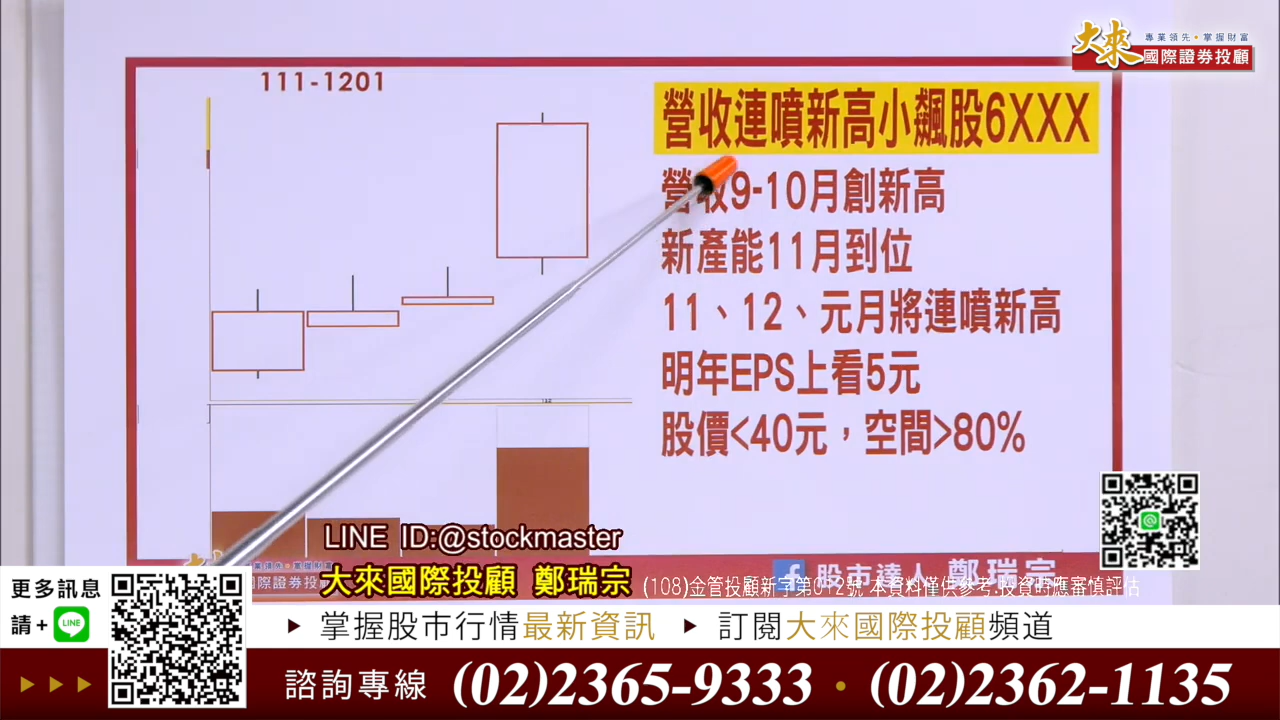 大來
專業領先•掌握財富
國際證券投顧
111-1201
營收連噴新高小飆股6XXX
營收9-10月創新高
新產能11月到位
11、12、元月將連噴新高
明年EPS上看5元
股價<40元，空間>80%
LINE ID:@stockmaster
國際證券投顧
股市達人 鄭瑞宗
大來國際投顧 鄭瑞宗
(108)金管投顧新字第012號 本資料僅供參考.投資時應審慎評估
更多訊息
請+
LINE
▶ 掌握股市行情最新資訊 ▶ 訂閱大來國際投顧頻道
諮詢專線 (02)2365-9333 • (02)2362-1135